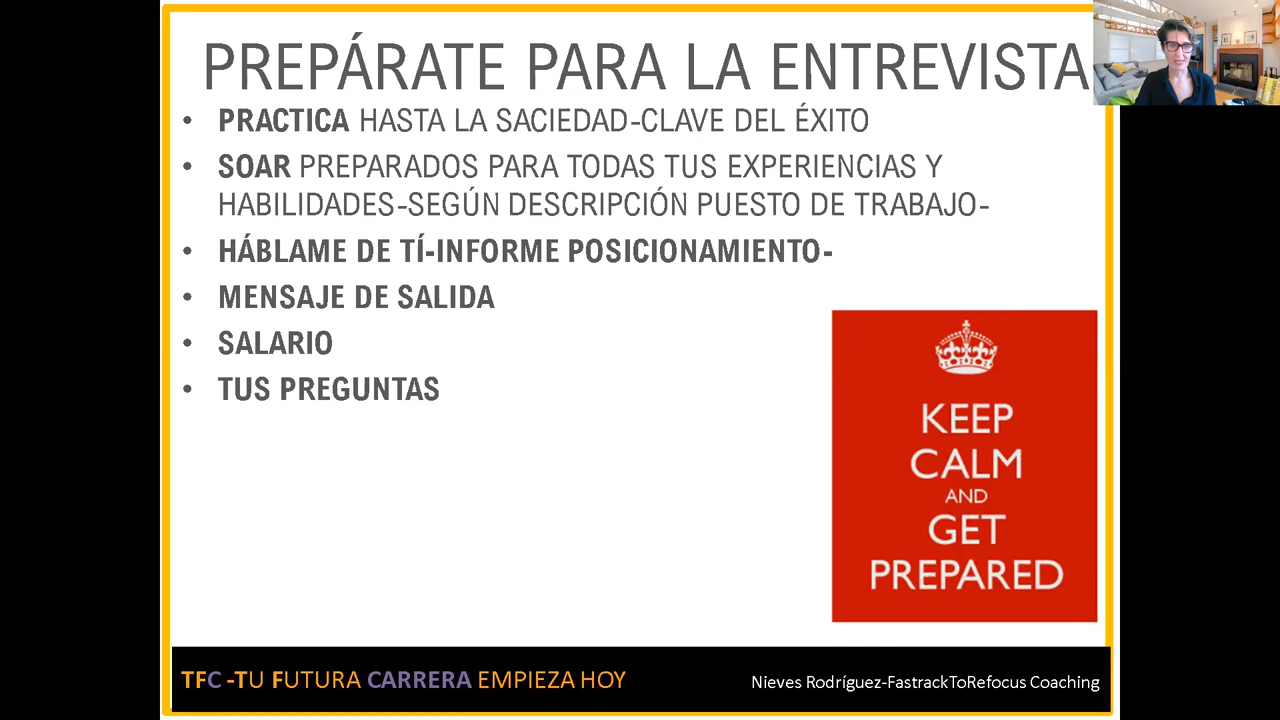 PREPÁRATE PARA LA ENTREVISTA
• PRACTICA HASTA LA SACIEDAD-CLAVE DEL ÉXITO
• SOAR PREPARADOS PARA TODAS TUS EXPERIENCIAS Y
HABILIDADES-SEGÚN DESCRIPCIÓN PUESTO DE TRABAJO-
• HÁBLAME DE TÍ-INFORME POSICIONAMIENTO-
• MENSAJE DE SALIDA
• SALARIO
• TUS PREGUNTAS
KEEP
CALM
AND
GET
PREPARED
TFC -TU FUTURA CARRERA EMPIEZA HOY
Nieves Rodríguez-FastrackToRefocus Coaching